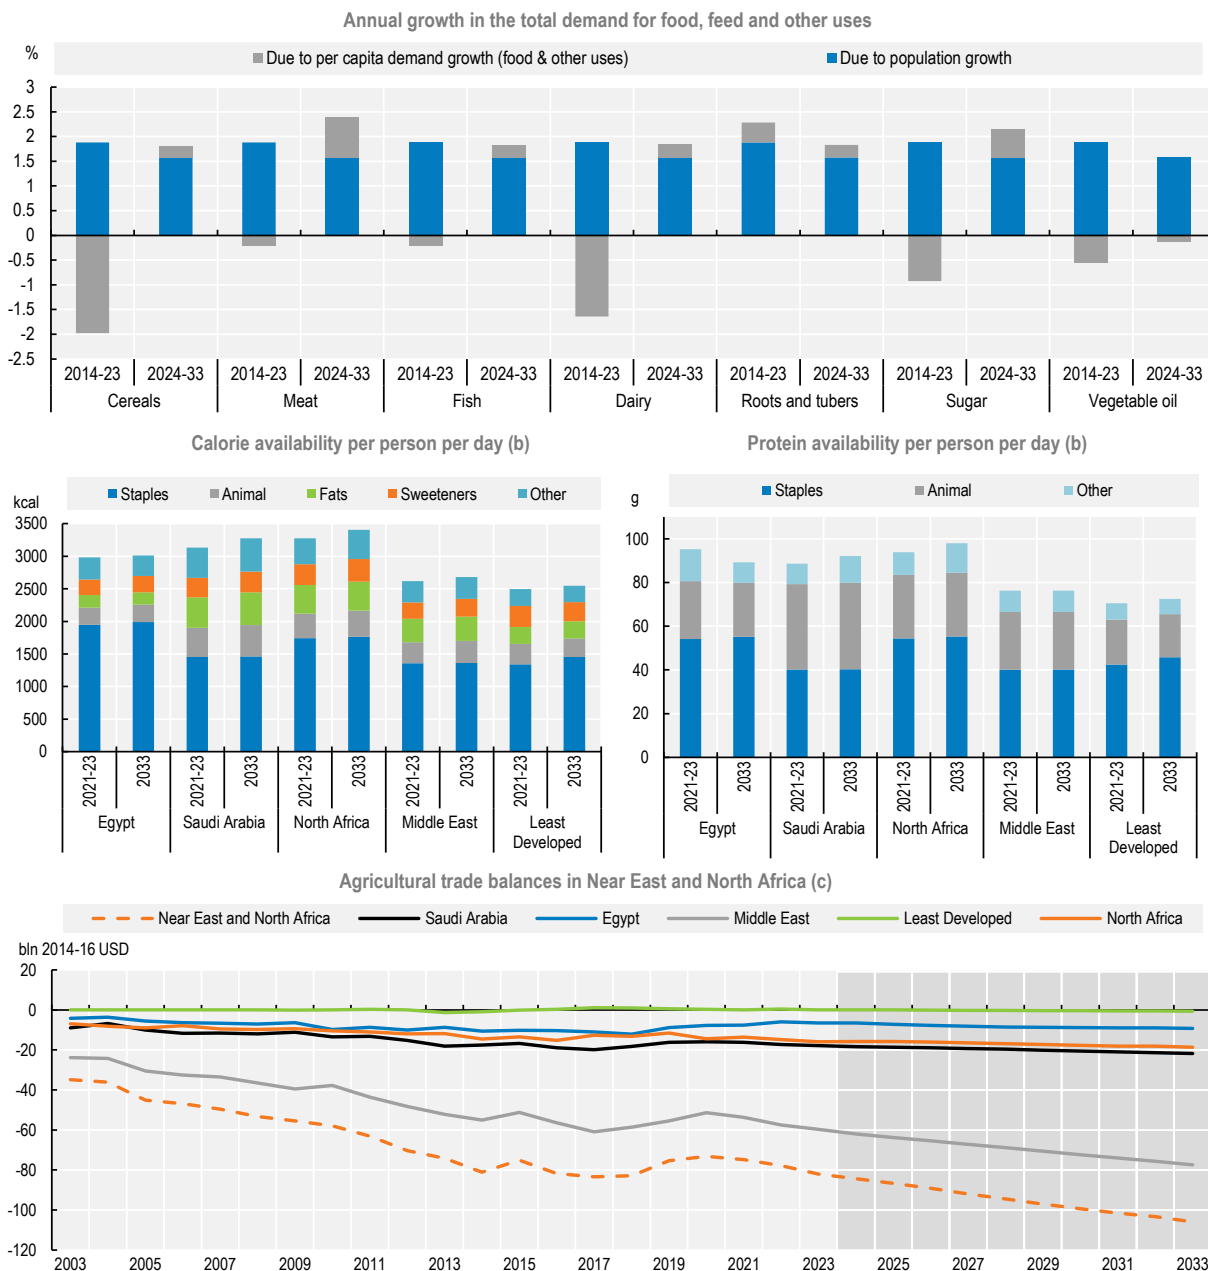 Annual growth in the total demand for food, feed and other uses
%
Due to per capita demand growth (food & other uses)
Due to population growth
3
2.5
2
1.5
1
0.5
0
-0.5
-1
-1.5
-2
-2.5
2014-23 2024-33 2014-23 2024-33 2014-23 2024-33 2014-23 2024-33 2014-23 2024-33 2014-23 2024-33 2014-23 2024-33
Cereals Meat Fish Dairy Roots and tubers Sugar Vegetable oil
Calorie availability per person per day (b)
kcal
Staples Animal Fats Sweeteners Other
3500
3000
2500
2000
1500
1000
500
0
2021-23 2033 2021-23 2033 2021-23 2033 2021-23 2033 2021-23 2033
Egypt Saudi Arabia North Africa Middle East Least
Developed
Protein availability per person per day (b)
g
Staples Animal Other
100
80
60
40
20
0
2021-23 2033 2021-23 2033 2021-23 2033 2021-23 2033 2021-23 2033
Egypt Saudi Arabia North Africa Middle East Least
Developed
Agricultural trade balances in Near East and North Africa (c)
Near East and North Africa Saudi Arabia Egypt Middle East Least Developed North Africa
bln 2014-16 USD
20
0
-20
-40
-60
-80
-100
-120
2003 2005 2007 2009 2011 2013 2015 2017 2019 2021 2023 2025 2027 2029 2031 2033